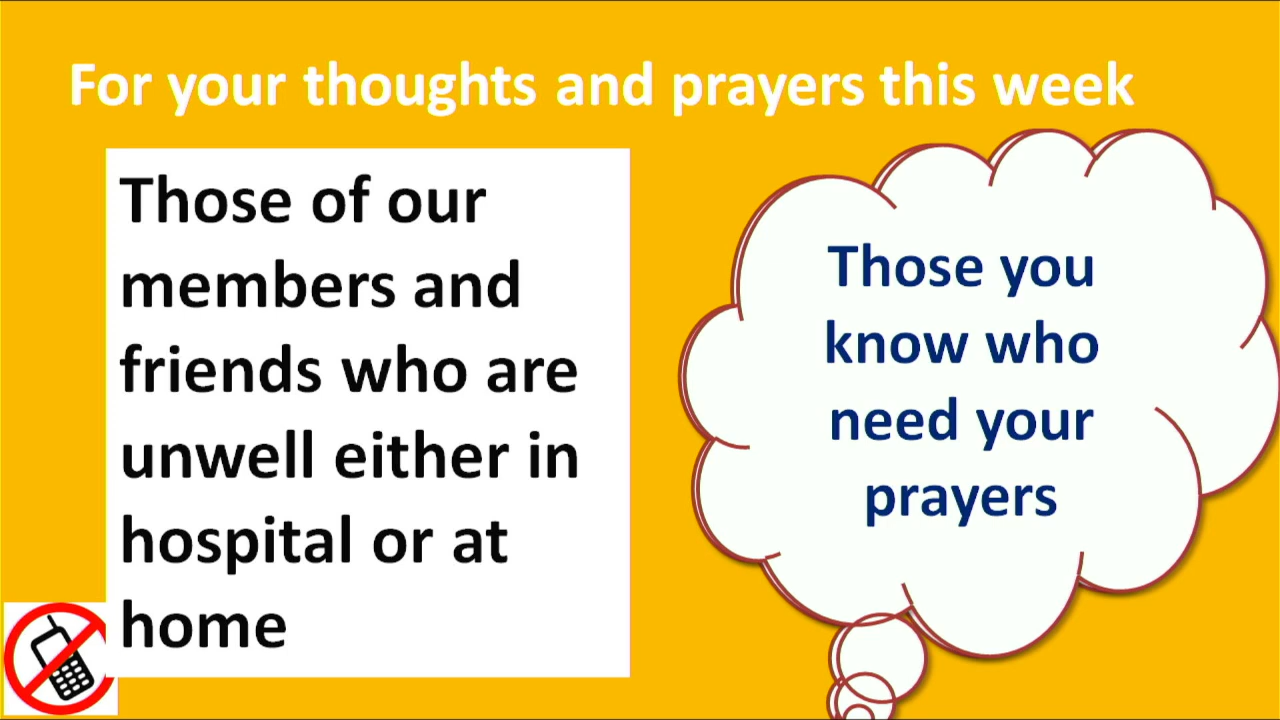 For your thoughts and prayers this week
Those of our
members and
friends who are
unwell either in
hospital or at
home
Those you
know who
need your
prayers